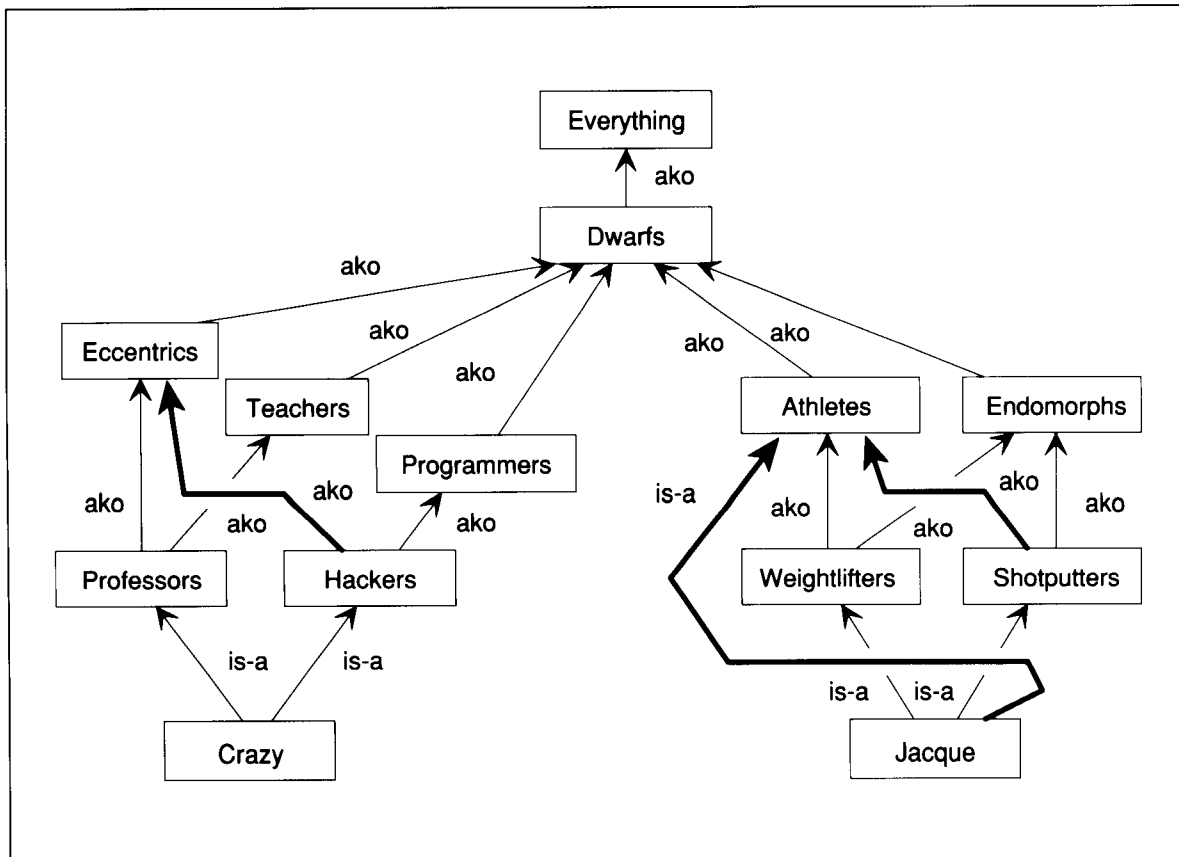 Everything
ako
Dwarfs
ako
Eccentrics
ako
ako
ako
ako
Teachers
Athletes
Endomorphs
ako
Programmers
ako
ako
ako
ako
is-a
ako
ako
ako
ako
Professors
Hackers
Weightlifters
Shotputters
is-a
is-a
is-a
is-a
Crazy
Jacque